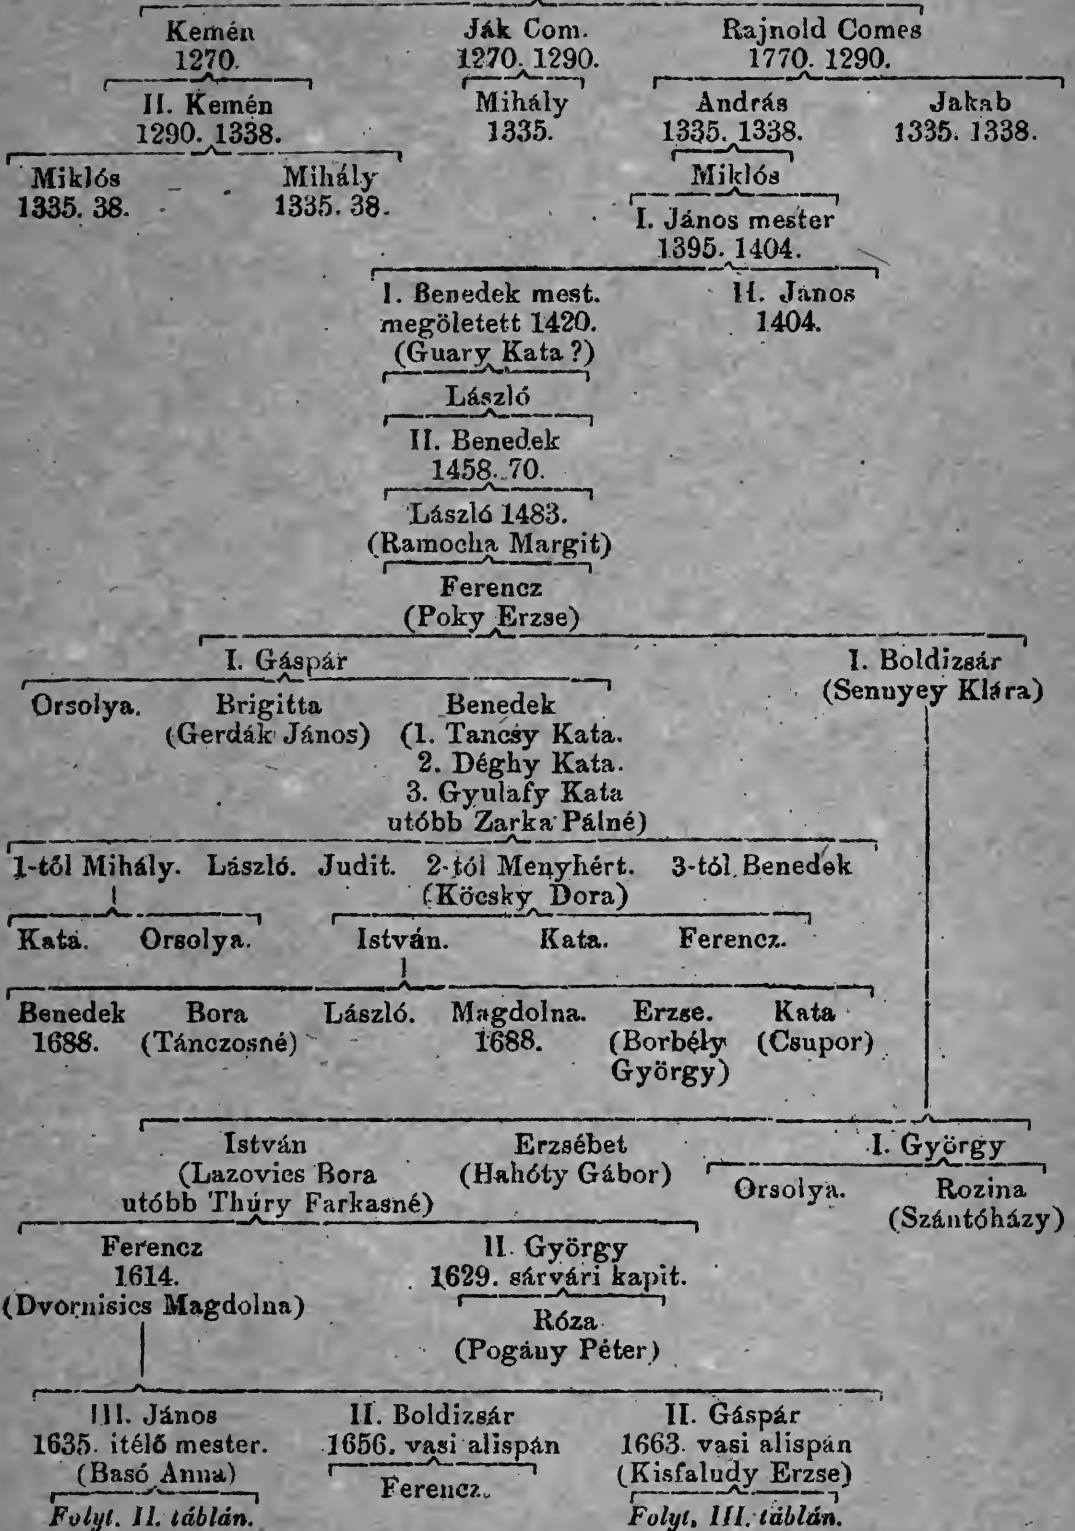 Kemén Ják Com. Rajnold Comes
1270. 1270. 1290. 1770. 1290.
II. Kemén Mihály András Jakab
1290. 1338. 1335. 1335. 1338. 1335. 1338.
Miklós Mihály Miklós
1335. 38. 1335. 38.
I. János mester
1395. 1404.
I. Benedek mest. II. János
megöletett 1420. 1404.
(Guary Kata?)
László
II. Benedek
1458. 70.
László 1483.
(Ramocha Margit)
Ferencz
(Poky Erzse)
I. Gáspár I. Boldizsár
(Sennyey Klára)
Orsolya. Brigitta Benedek
(Gerdák János) (1. Tancsy Kata.
2. Déghy Kata.
3. Gyulafy Kata
utóbb Zarka Pálné)
1-től Mihály. László. Judit. 2-tól Menyhért. 3-tól Benedek
(Köcsky Dora)
Kata. Orsolya. István. Kata. Ferencz.
Benedek Bora László. Magdolna. Erzse. Kata
1688. (Tánczosné) 1688. (Borbély (Csupor)
György)
István Erzsébet I. György
(Lazovics Bora (Hahóty Gábor)
utóbb Thúry Farkasné)
Orsolya. Rozina
(Szántóházy)
Ferencz II. György
1614. 1629. sárvári kapit.
(Dvornisics Magdolna)
Róza
(Pogány Péter)
III. János II. Boldizsár II. Gáspár
1635. itélő mester. 1656. vasi alispán 1663. vasi alispán
(Basó Anna) Ferencz. (Kisfaludy Erzse)
Folyt. II. táblán. Folyt. III. táblán.